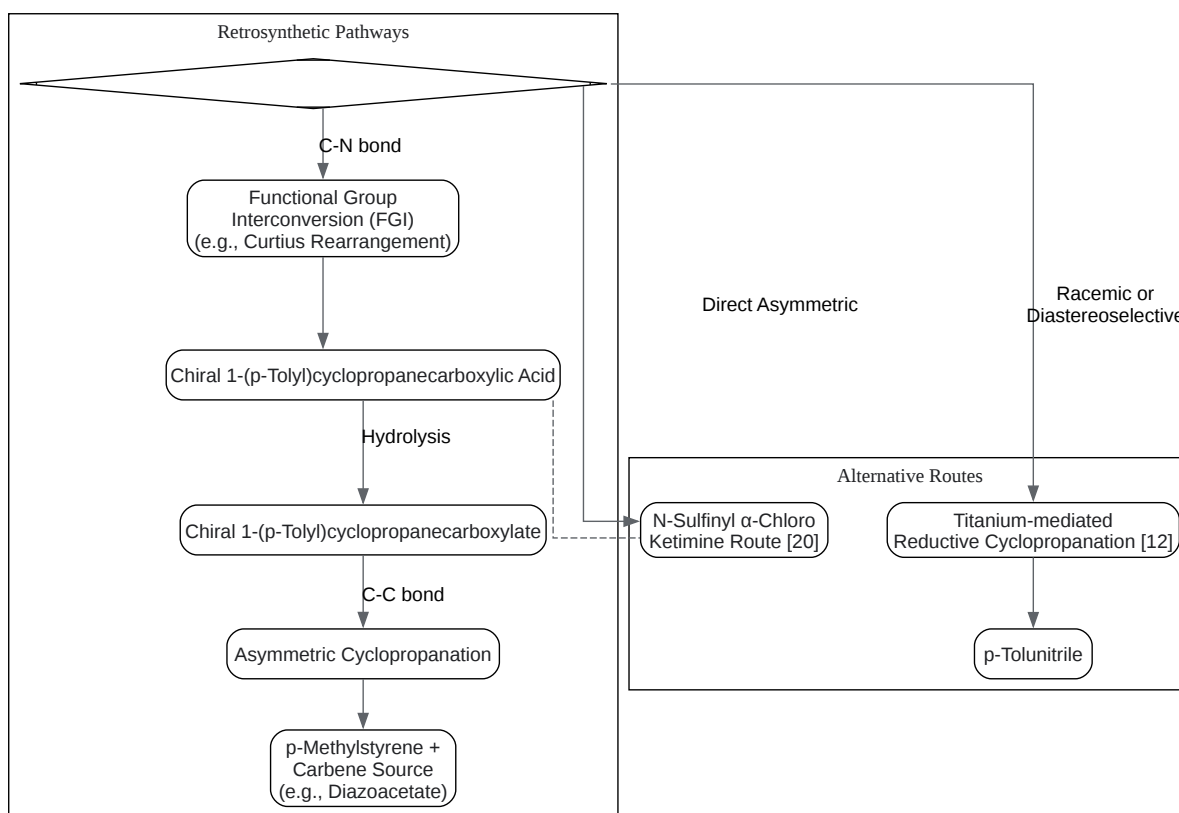 Retrosynthetic Pathways
C-N bond
Functional Group
Interconversion (FGI)
(e.g., Curtius Rearrangement)
Chiral 1-(p-Tolyl)cyclopropanecarboxylic Acid
Hydrolysis
Chiral 1-(p-Tolyl)cyclopropanecarboxylate
C-C bond
Asymmetric Cyclopropanation
p-Methylstyrene +
Carbene Source
(e.g., Diazoacetate)
Direct Asymmetric
Racemic or
Diastereoselective
Alternative Routes
N-Sulfinyl α-Chloro
Ketimine Route [20]
Titanium-mediated
Reductive Cyclopropanation [12]
p-Tolunitrile